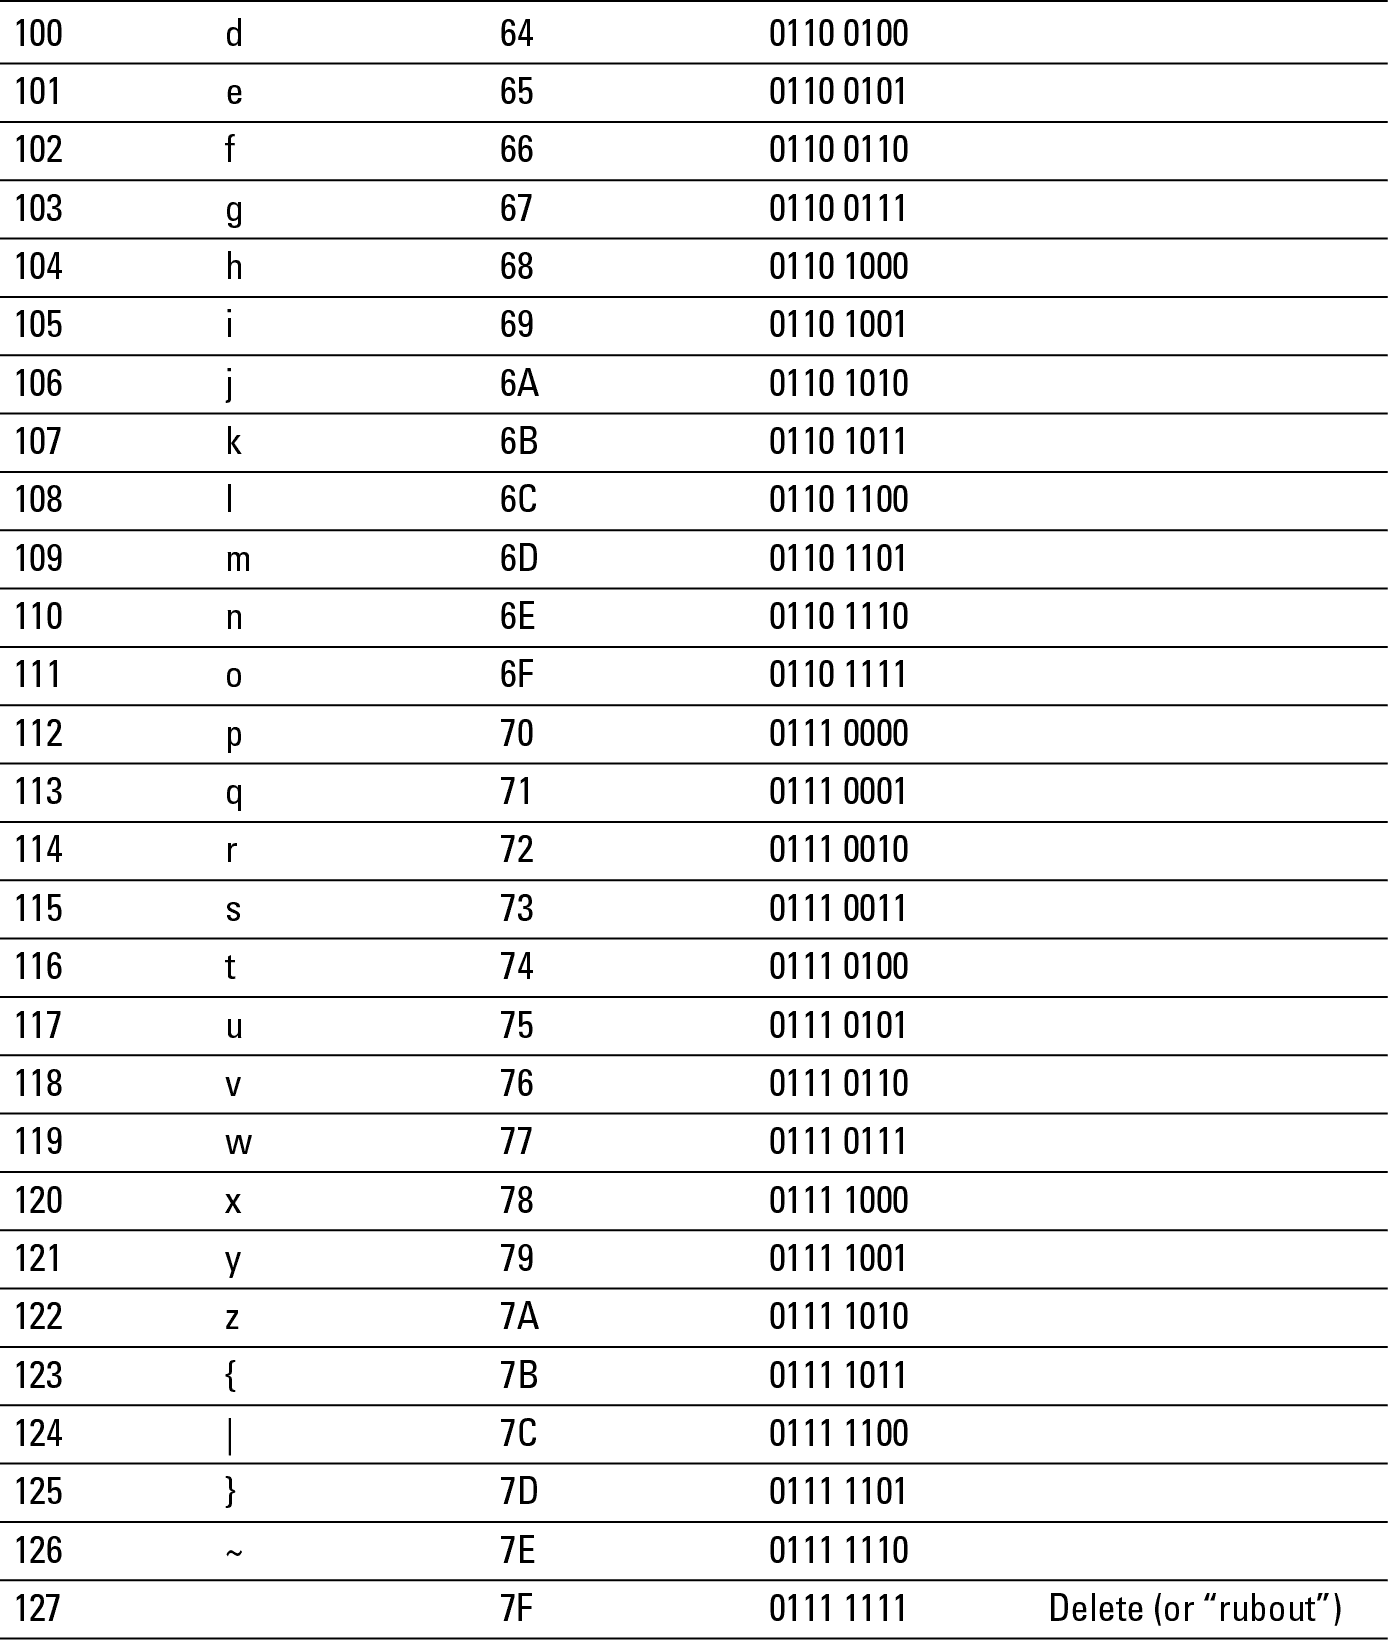 100 d 64 0110 0100
101 e 65 0110 0101
102 f 66 0110 0110
103 g 67 0110 0111
104 h 68 0110 1000
105 i 69 0110 1001
106 j 6A 0110 1010
107 k 6B 0110 1011
108 l 6C 0110 1100
109 m 6D 0110 1101
110 n 6E 0110 1110
111 o 6F 0110 1111
112 p 70 0111 0000
113 q 71 0111 0001
114 r 72 0111 0010
115 s 73 0111 0011
116 t 74 0111 0100
117 u 75 0111 0101
118 v 76 0111 0110
119 w 77 0111 0111
120 x 78 0111 1000
121 y 79 0111 1001
122 z 7A 0111 1010
123 { 7B 0111 1011
124 | 7C 0111 1100
125 } 7D 0111 1101
126 ~ 7E 0111 1110
127 7F 0111 1111 Delete (or “rubout”)